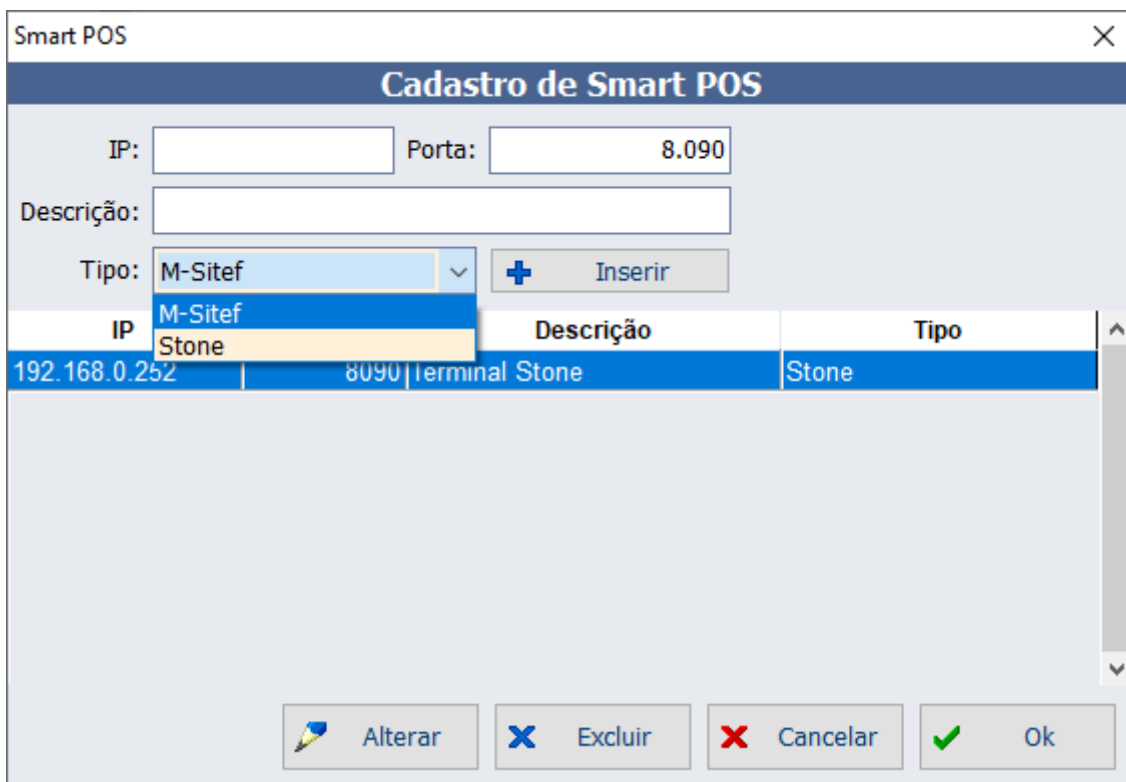 Smart POS
Cadastro de Smart POS
IP: Porta: 8.090
Descrição:
Tipo: M-Sitef Inserir
M-Sitef
Stone
IP Descrição Tipo
192.168.0.252 8090 Terminal Stone Stone
Alterar Excluir Cancelar Ok